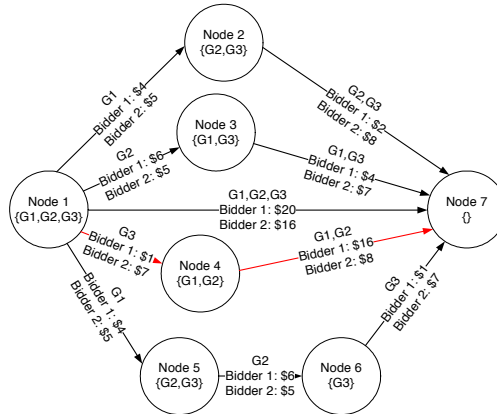 Node 2
{G2,G3}
G1
Bidder 1: $4
Bidder 2: $5
G2,G3
Bidder 1: $2
Bidder 2: $8
Node 3
{G1,G3}
G2
Bidder 1: $6
Bidder 2: $5
G1,G3
Bidder 1: $4
Bidder 2: $7
Node 1
{G1,G2,G3}
G1,G2,G3
Bidder 1: $20
Bidder 2: $16
Node 7
{}
G3
Bidder 1: $1
Bidder 2: $7
Node 4
{G1,G2}
G1,G2
Bidder 1: $16
Bidder 2: $8
G1
Bidder 1: $4
Bidder 2: $5
Node 5
{G2,G3}
G2
Bidder 1: $6
Bidder 2: $5
Node 6
{G3}
G3
Bidder 1: $1
Bidder 2: $7